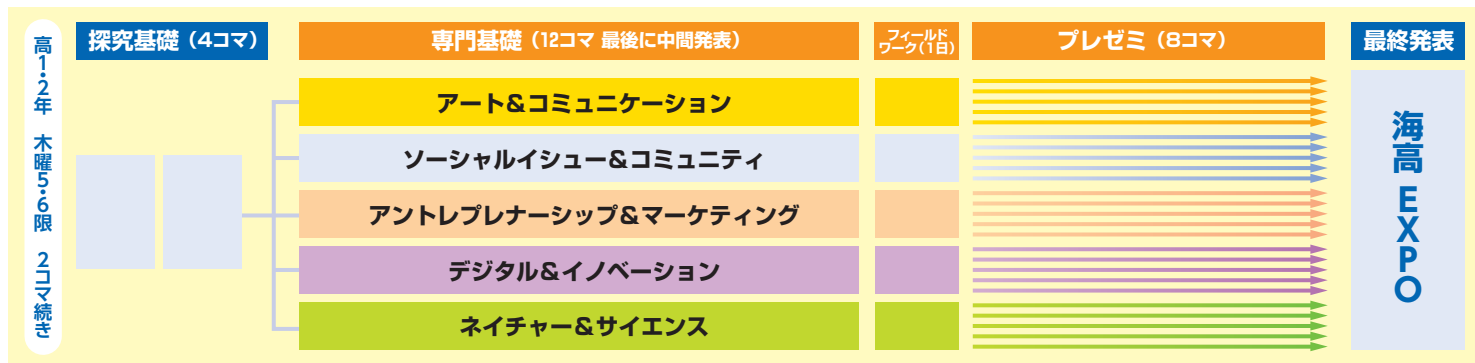 高1・2年 木曜5・6限 2コマ続き
探究基礎（4コマ）
専門基礎（12コマ 最後に中間発表）
フィールド
ワーク（1日）
プレゼミ（8コマ）
最終発表
アート&コミュニケーション
ソーシャルイシュー&コミュニティ
アントレプレナーシップ&マーケティング
デジタル&イノベーション
ネイチャー&サイエンス
海高 EXPO